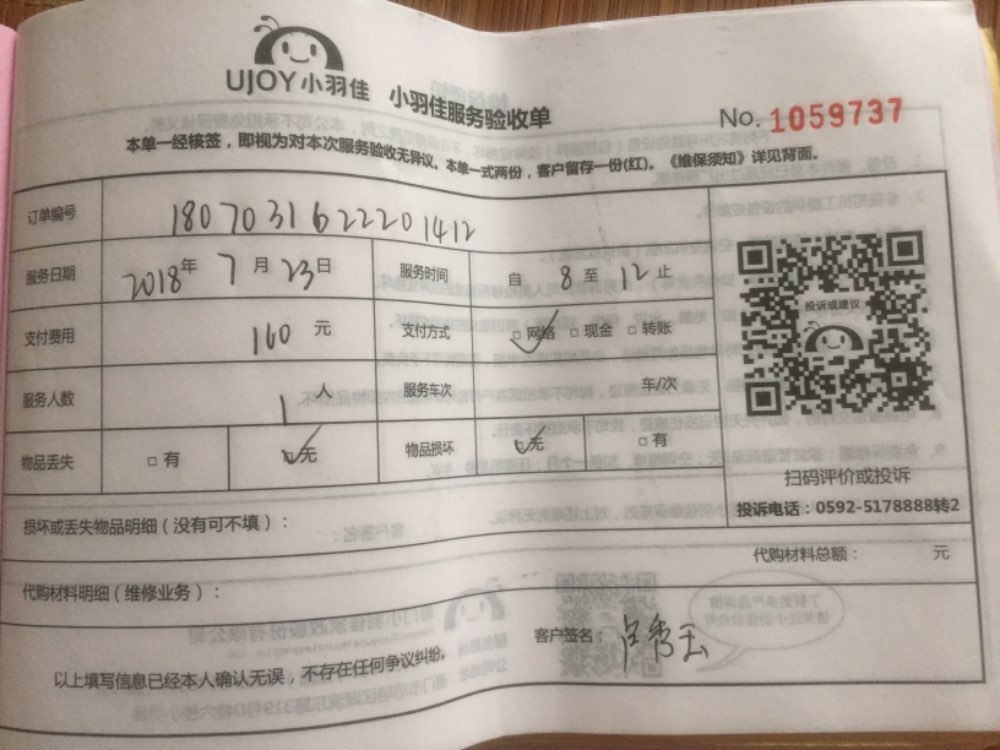 UJOY小羽佳 小羽佳服务验收单 No. 1059737
本单一经核签，即视为对本次服务验收无异议。本单一式两份，客户留存一份(红)。《维保须知》详见背面。
订单编号 1807031622201412
服务日期 2018年 7月 23日 服务时间 自 8 至 12 止
支付费用 160 元 支付方式 □网络 □现金 □转账
投诉或建议
服务人数 1 人 服务车次 车/次
物品丢失 □有 □无 物品损坏 □无 □有
扫码评价或投诉
投诉电话：0592-5178888转2
损坏或丢失物品明细（没有可不填）：
代购材料总额： 元
代购材料明细（维修业务）：
客户签名： 卢秀玉
以上填写信息已经本人确认无误，不存在任何争议纠纷。